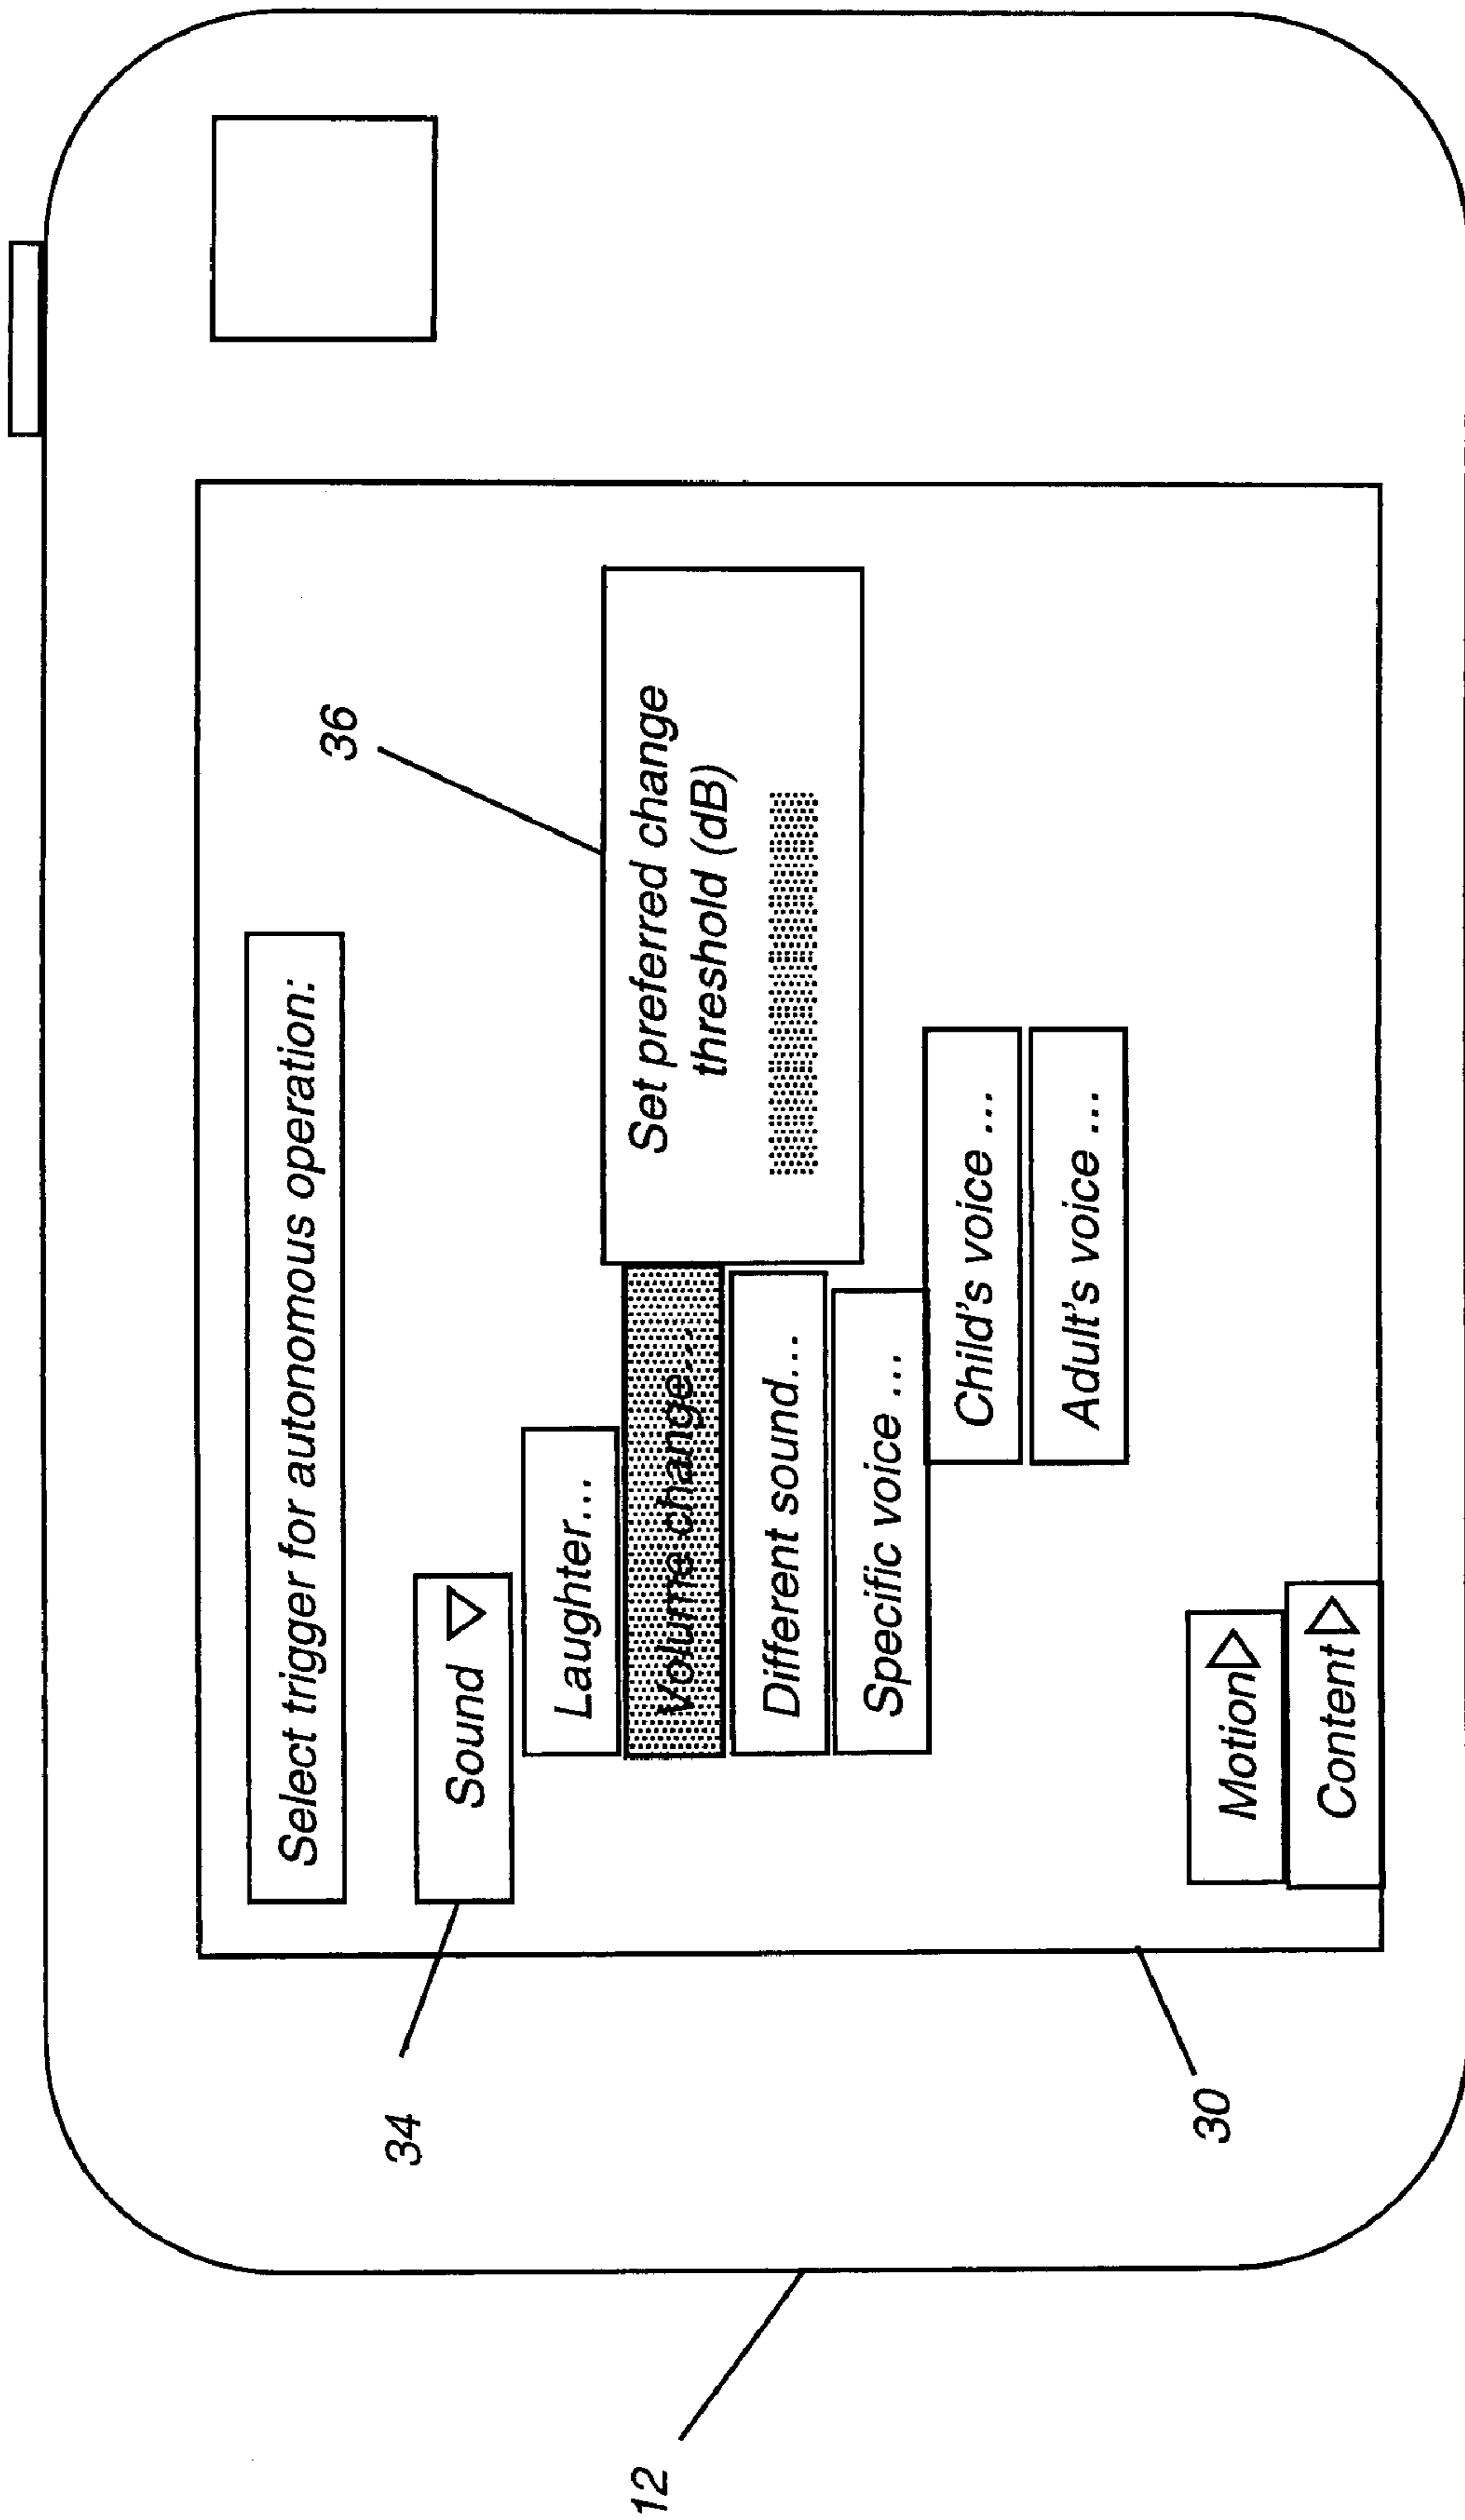 Select trigger for autonomous operation:
36
34
Sound
Laughter...
Volume change...
Set preferred change
threshold (dB)
Different sound...
Specific voice ...
Child's voice ...
Adult's voice ...
Motion
Content
30
12